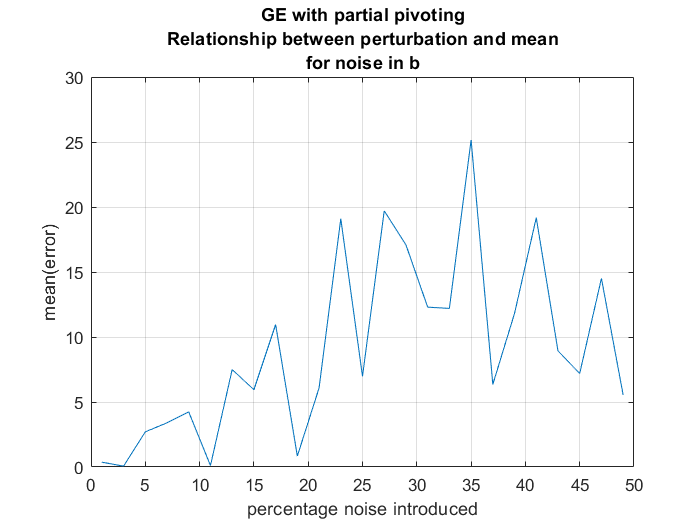 GE with partial pivoting
Relationship between perturbation and mean
for noise in b
30
25
20
15
10
5
0
mean(error)
0 5 10 15 20 25 30 35 40 45 50
percentage noise introduced